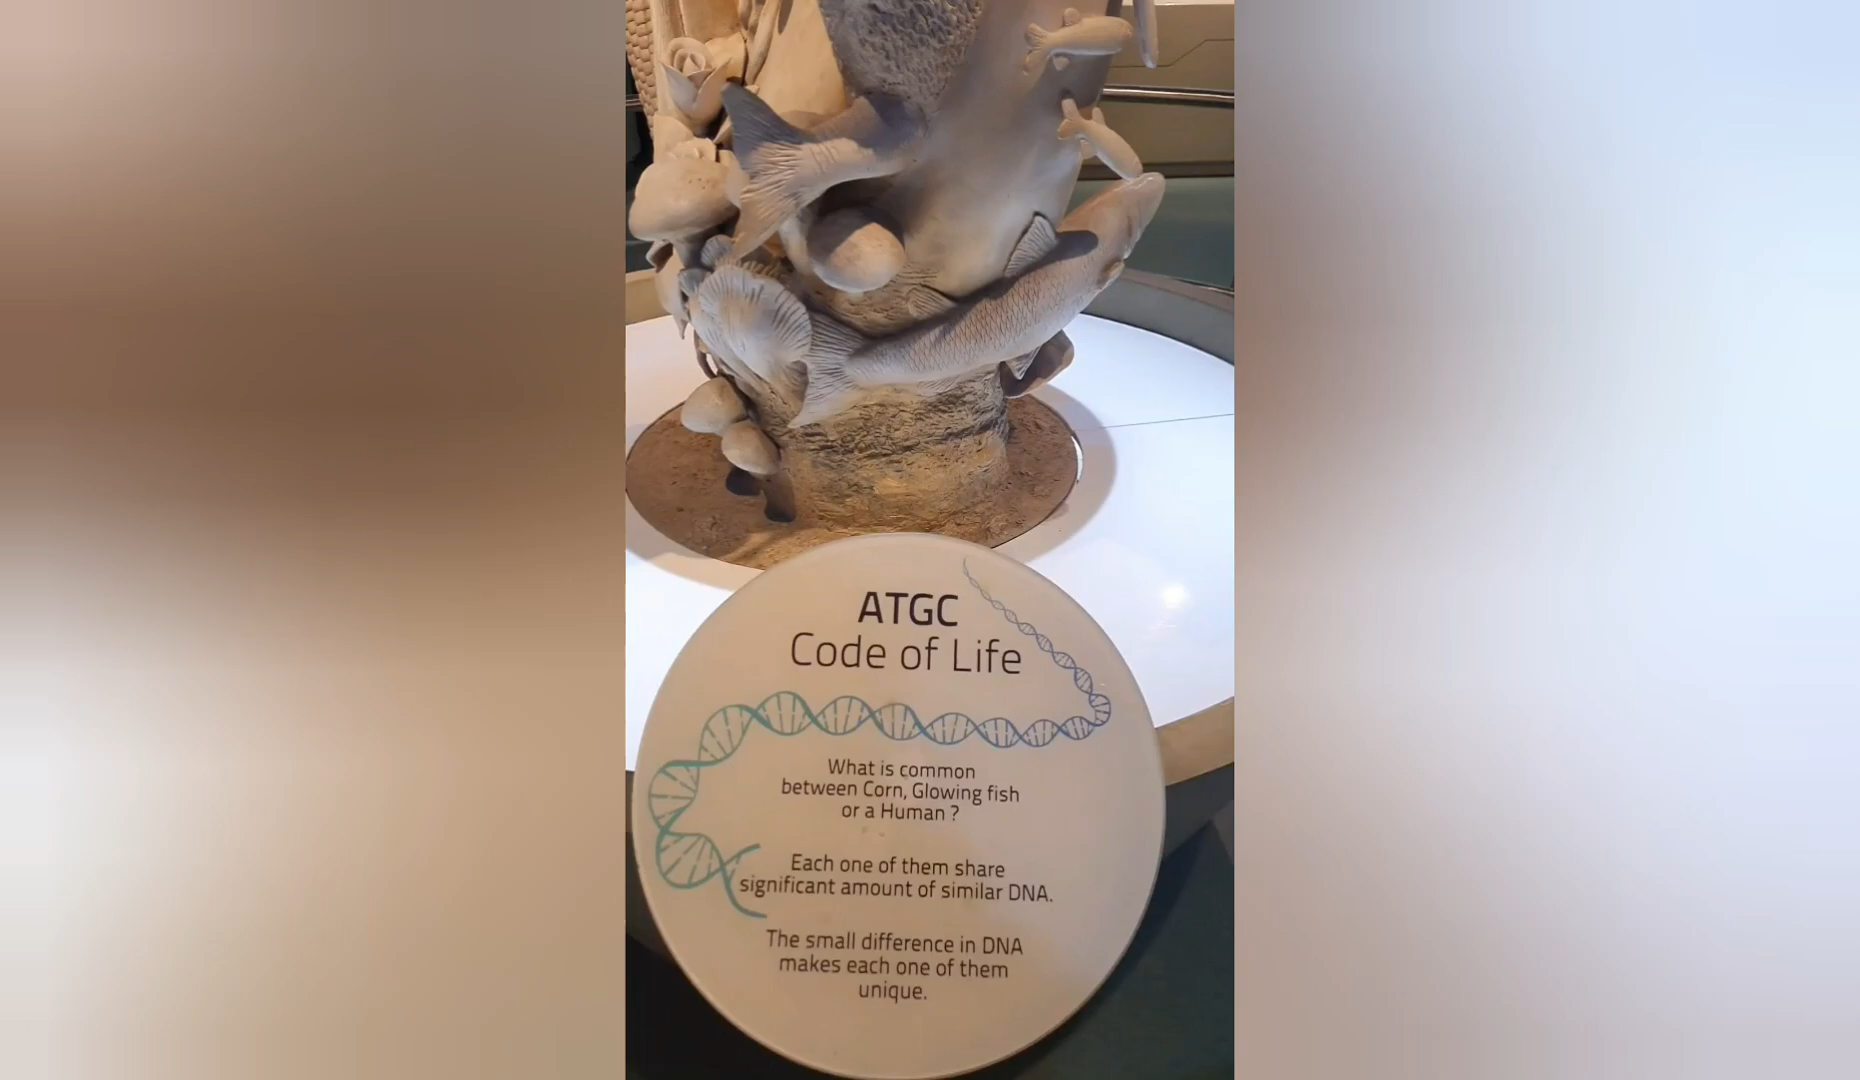 ATGC
Code of Life
What is common
between Corn, Glowing fish
or a Human ?
Each one of them share
significant amount of similar DNA.
The small difference in DNA
makes each one of them
unique.